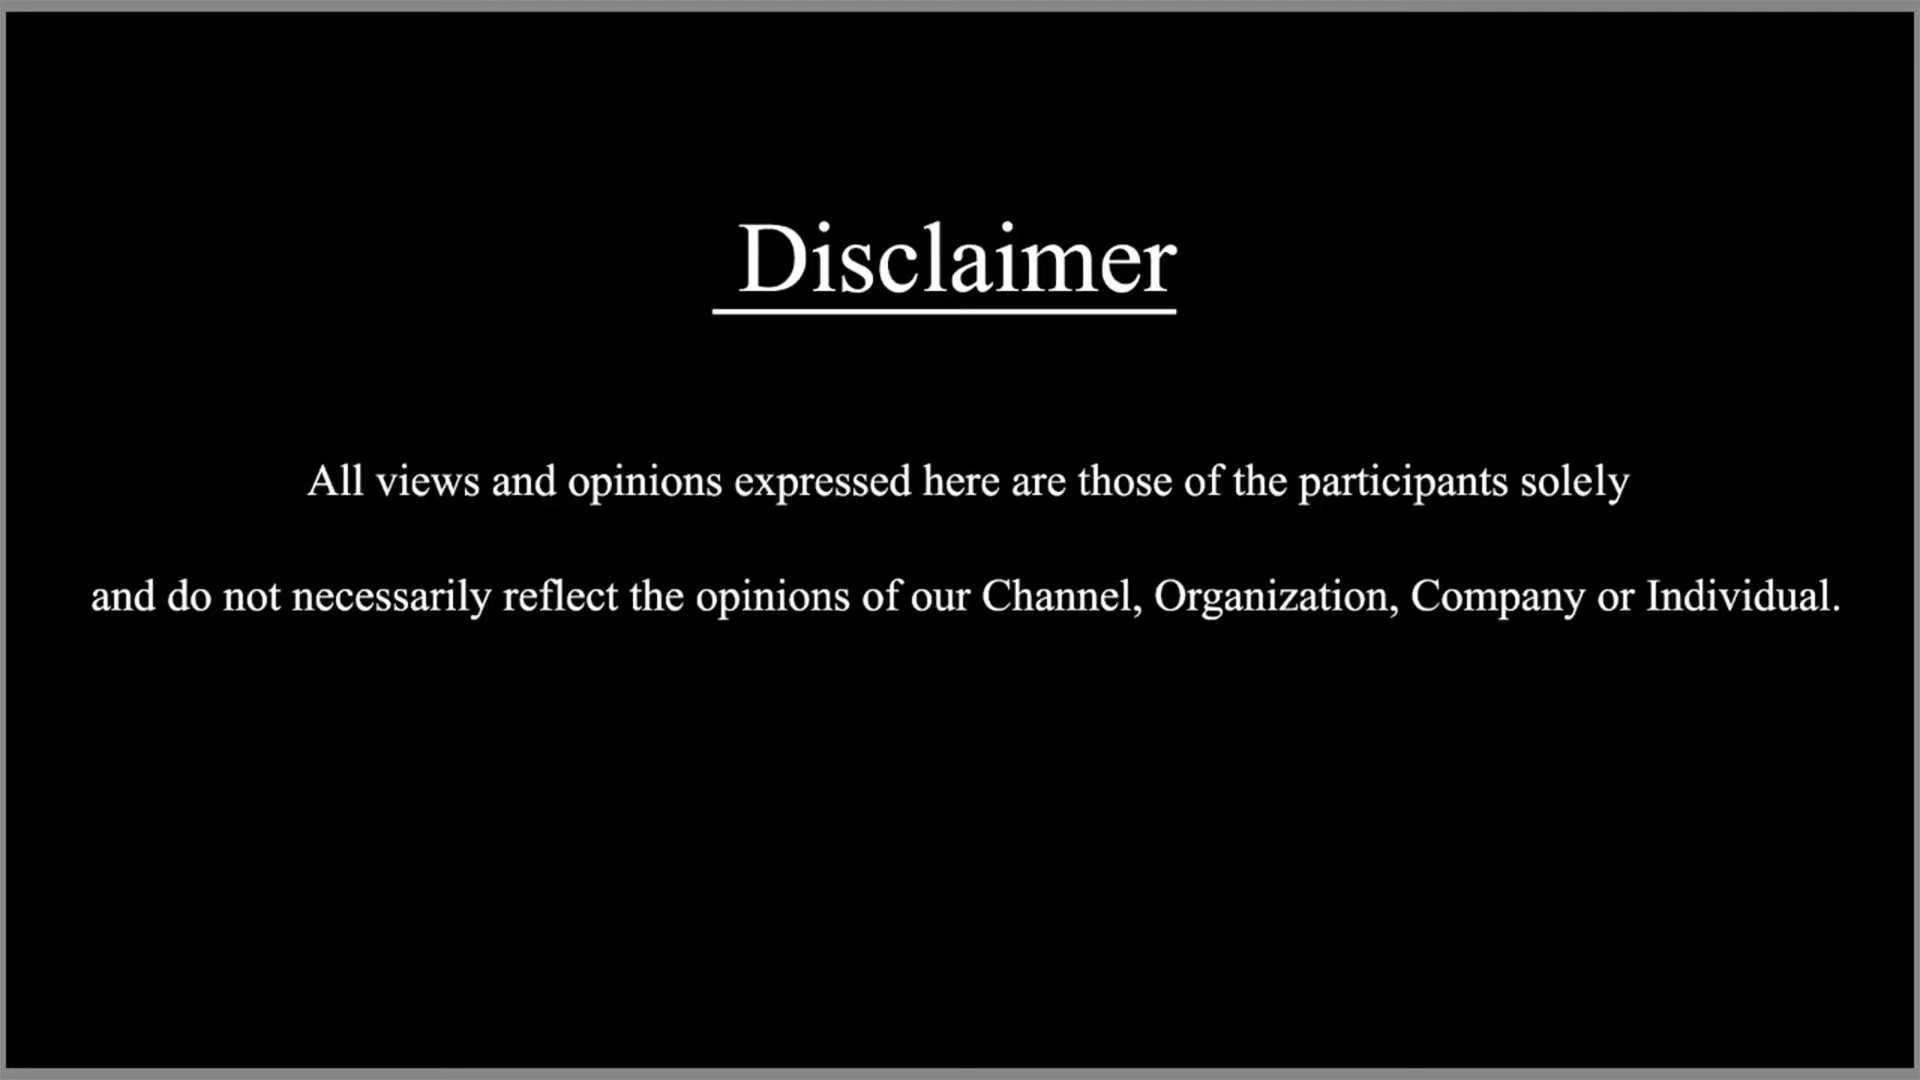 Disclaimer
All views and opinions expressed here are those of the participants solely
and do not necessarily reflect the opinions of our Channel, Organization, Company or Individual.